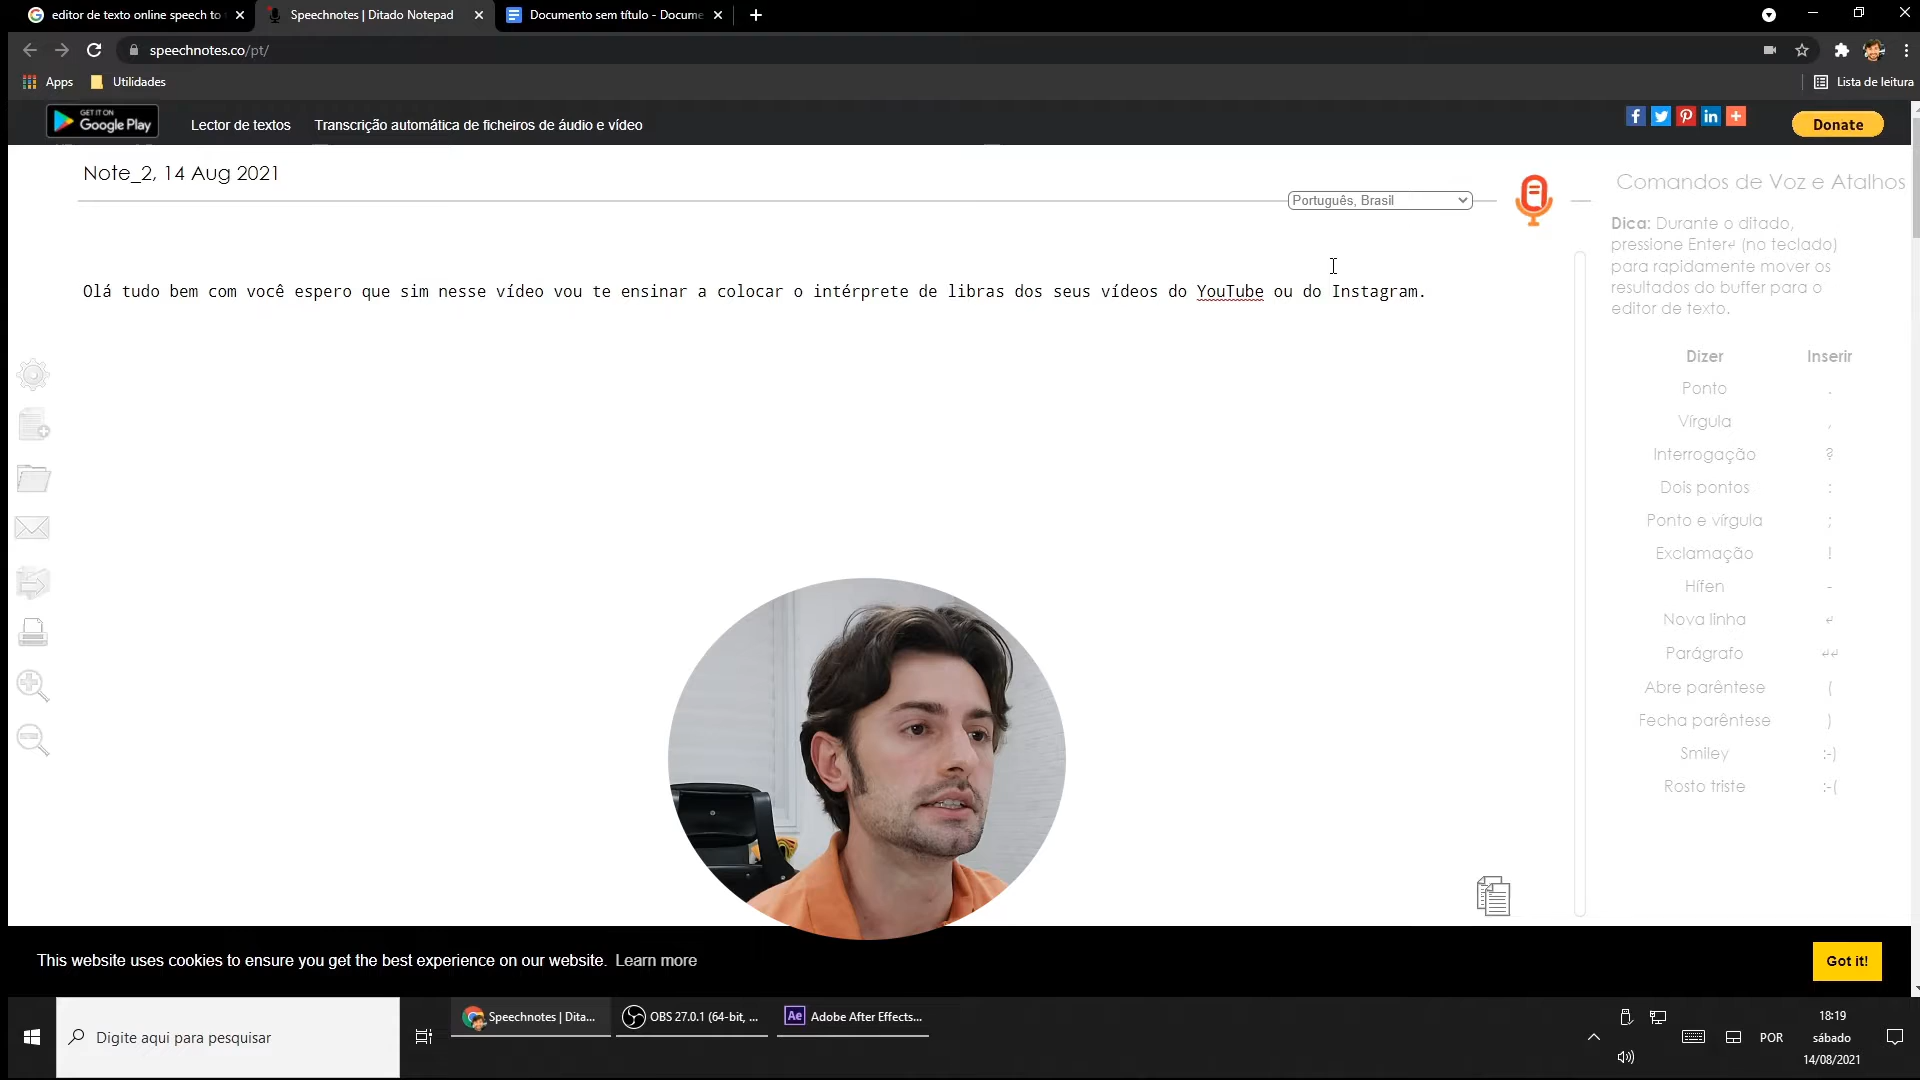 editor de texto online speech to
Speechnotes | Ditado Notepad
Documento sem título - Docume
speechnotes.co/pt/
Apps
Utilidades
Lista de leitura
GET IT ON
Google Play
Lector de textos
Transcrição automática de ficheiros de áudio e vídeo
Donate
Note_2, 14 Aug 2021
Português, Brasil
Comandos de Voz e Atalhos
Dica: Durante o ditado,
pressione Enter↵ (no teclado)
para rapidamente mover os
resultados do buffer para o
editor de texto.
Olá tudo bem com você espero que sim nesse vídeo vou te ensinar a colocar o intérprete de libras dos seus vídeos do YouTube ou do Instagram.
Dizer Inserir
Ponto .
Vírgula ,
Interrogação ?
Dois pontos :
Ponto e vírgula ;
Exclamação !
Hífen -
Nova linha ↵
Parágrafo ↵↵
Abre parêntese (
Fecha parêntese )
Smiley :-)
Rosto triste :-(
This website uses cookies to ensure you get the best experience on our website. Learn more
Got it!
Digite aqui para pesquisar
Speechnotes | Dita...
OBS 27.0.1 (64-bit, ...
Ae Adobe After Effects...
POR
18:19
sábado
14/08/2021